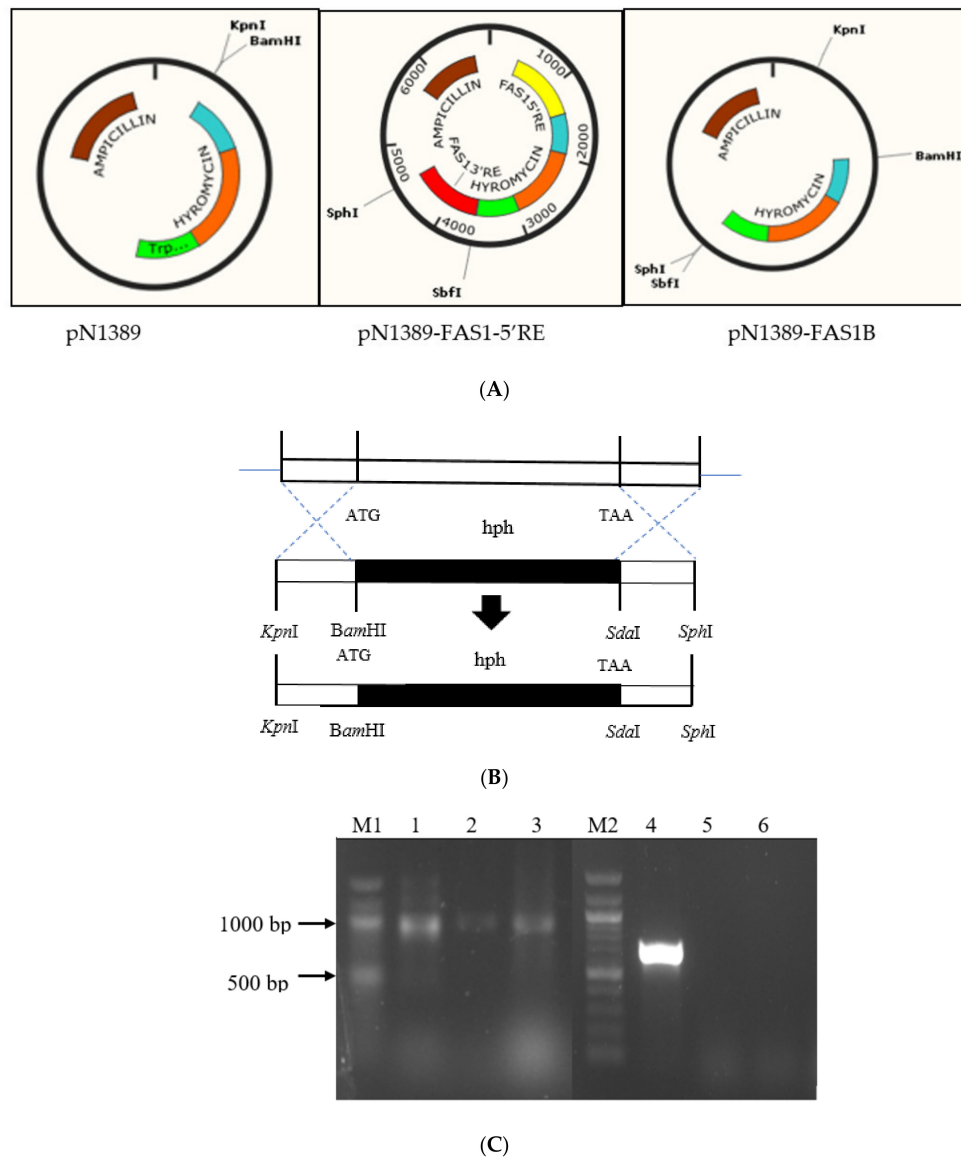 KpnI
BamHI
AMPICILLIN
HYROMYCIN
Trp...
pN1389
1000
2000
3000
4000
5000
6000
AMPICILLIN
FAS15'RE
FAS13'RE
HYROMYCIN
SphI
SbfI
pN1389-FAS1-5′RE
KpnI
BamHI
AMPICILLIN
HYROMYCIN
SphI
SbfI
pN1389-FAS1B
(A)
ATG hph TAA
KpnI BamHI SdaI SphI
ATG hph TAA
KpnI BamHI SdaI SphI
(B)
M1 1 2 3 M2 4 5 6
1000 bp
500 bp
(C)